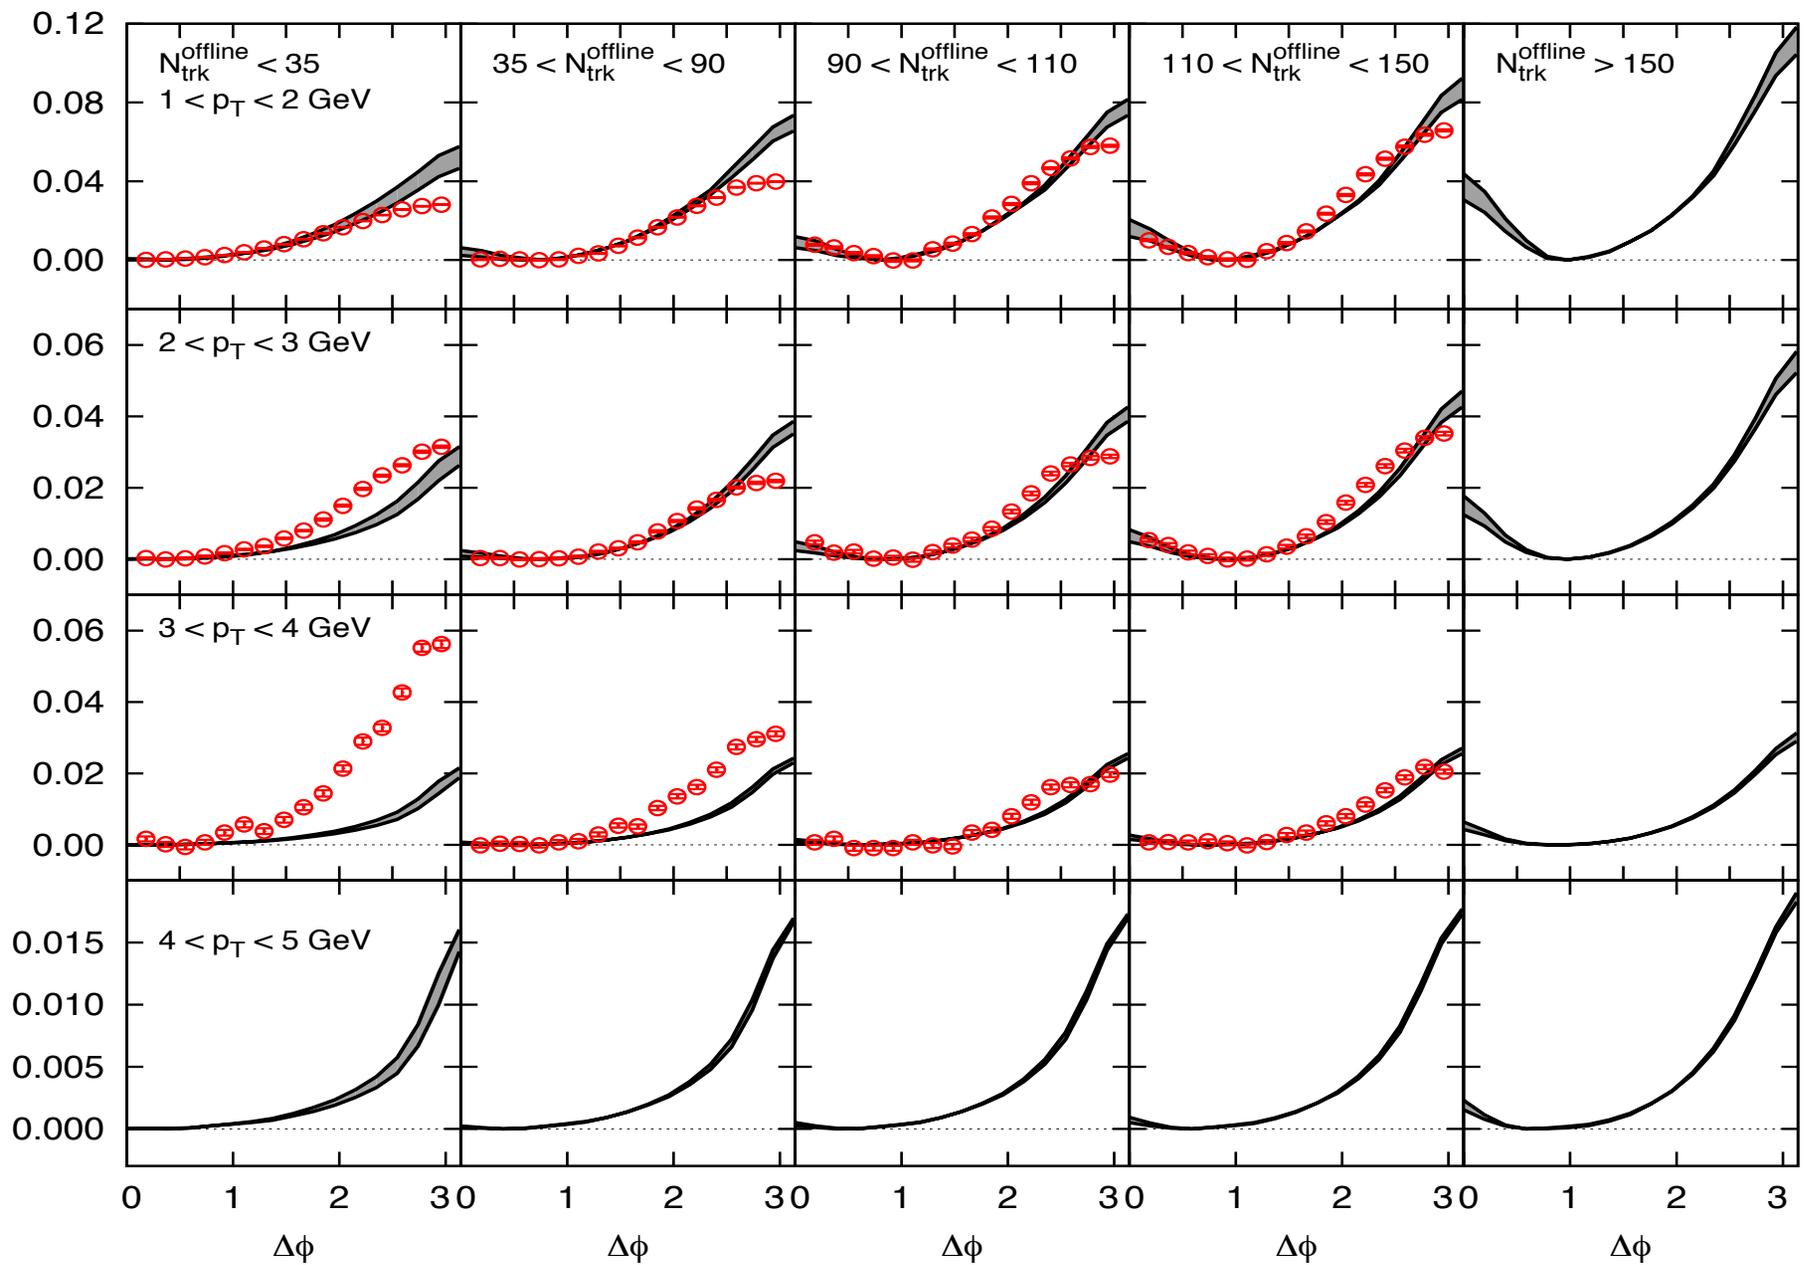 0.12
0.08
0.04
0.00
N_trk^offline < 35
1 < p_T < 2 GeV
35 < N_trk^offline < 90
90 < N_trk^offline < 110
110 < N_trk^offline < 150
N_trk^offline > 150
0.06
0.04
0.02
0.00
2 < p_T < 3 GeV
0.06
0.04
0.02
0.00
3 < p_T < 4 GeV
0.015
0.010
0.005
0.000
4 < p_T < 5 GeV
0 1 2 3 0 1 2 3 0 1 2 3 0 1 2 3 0 1 2 3
Δϕ Δϕ Δϕ Δϕ Δϕ